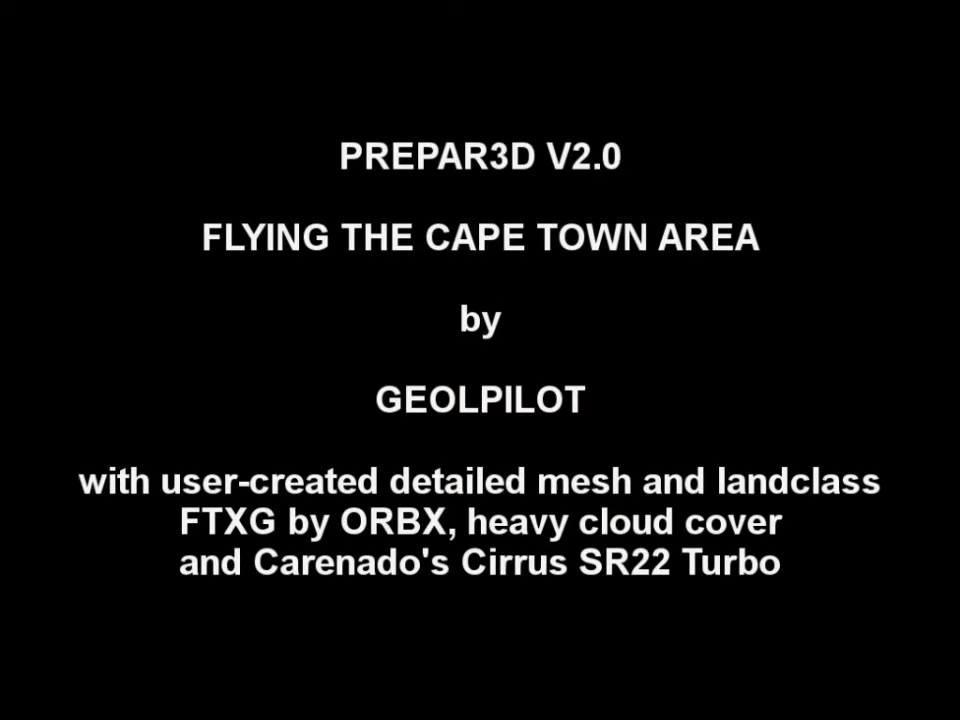 PREPAR3D V2.0
FLYING THE CAPE TOWN AREA
by
GEOLPILOT
with user-created detailed mesh and landclass
FTXG by ORBX, heavy cloud cover
and Carenado's Cirrus SR22 Turbo